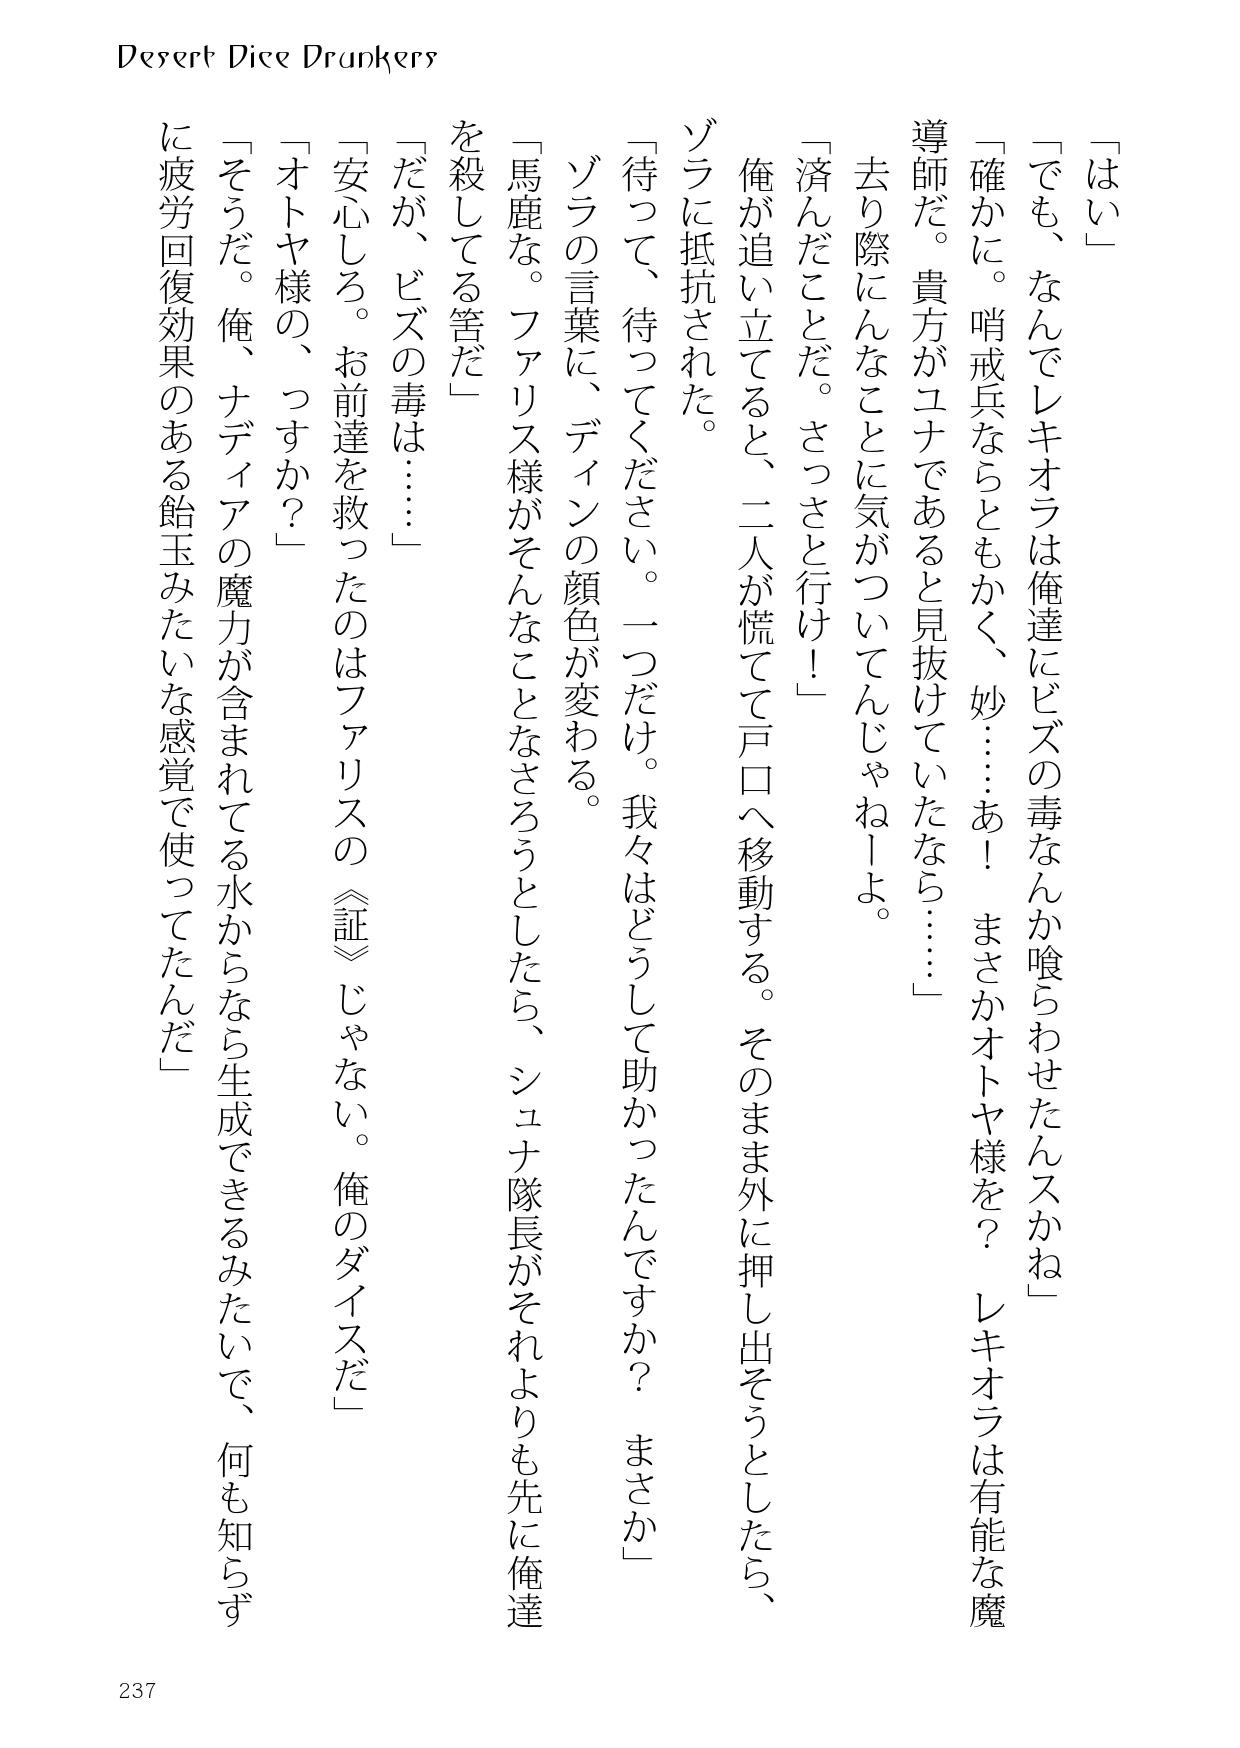 Desert Dice Drunkers
「はい」
「でも、なんでレキオラは俺達にビズの毒なんか喰らわせたんスかね」
「確かに。哨戒兵ならともかく、妙……あ！　まさかオトヤ様を？　レキオラは有能な魔
導師だ。貴方がユナであると見抜けていたなら……」
　去り際にんなことに気がついてんじゃねーよ。
「済んだことだ。さっさと行け！」
　俺が追い立てると、二人が慌てて戸口へ移動する。そのまま外に押し出そうとしたら、
ゾラに抵抗された。
「待って、待ってください。一つだけ。我々はどうして助かったんですか？　まさか」
　ゾラの言葉に、ディンの顔色が変わる。
「馬鹿な。ファリス様がそんなことなさろうとしたら、シュナ隊長がそれよりも先に俺達
を殺してる筈だ」
「だが、ビズの毒は……」
「安心しろ。お前達を救ったのはファリスの《証》じゃない。俺のダイスだ」
「オトヤ様の、っすか？」
「そうだ。俺、ナディアの魔力が含まれてる水からなら生成できるみたいで、何も知らず
に疲労回復効果のある飴玉みたいな感覚で使ってたんだ」
237